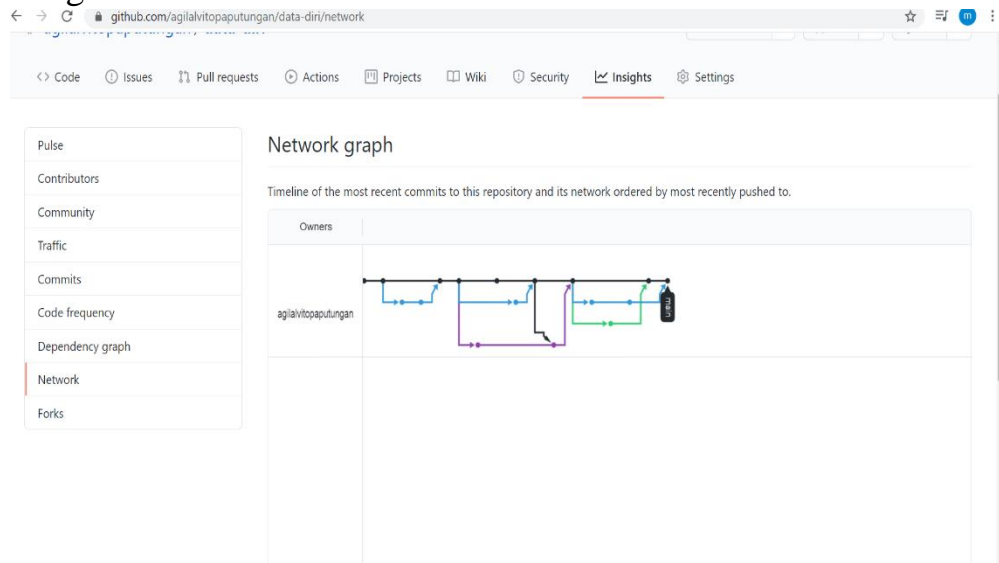 github.com/agilalvitopaputungan/data-diri/network
m
Code Issues Pull requests Actions Projects Wiki Security Insights Settings
Pulse
Contributors
Community
Traffic
Commits
Code frequency
Dependency graph
Network
Forks
Network graph
Timeline of the most recent commits to this repository and its network ordered by most recently pushed to.
Owners
agilalvitopaputungan
main